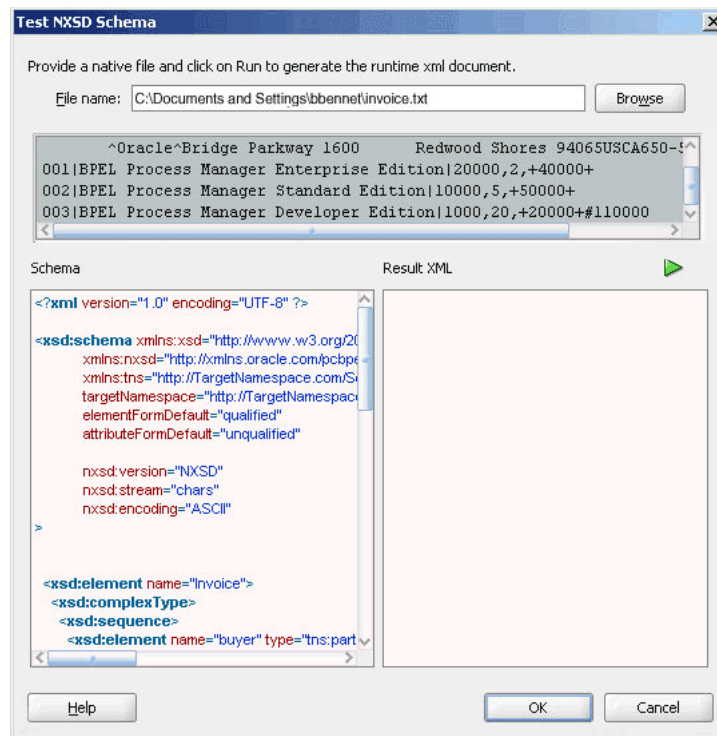 Test NXSD Schema
Provide a native file and click on Run to generate the runtime xml document.
File name: C:\Documents and Settings\bbennet\invoice.txt Browse
^Oracle^Bridge Parkway 1600 Redwood Shores 94065USCA650-5
001|BPEL Process Manager Enterprise Edition|20000,2,+40000+
002|BPEL Process Manager Standard Edition|10000,5,+50000+
003|BPEL Process Manager Developer Edition|1000,20,+20000+#110000
Schema
<?xml version="1.0" encoding="UTF-8" ?>
<xsd:schema xmlns:xsd="http://www.w3.org/20
xmlns:nxsd="http://xmlns.oracle.com/pcbpe
xmlns:tns="http://TargetNamespace.com/Se
targetNamespace="http://TargetNamespac
elementFormDefault="qualified"
attributeFormDefault="unqualified"
nxsd:version="NXSD"
nxsd:stream="chars"
nxsd:encoding="ASCII"
>
<xsd:element name="Invoice">
<xsd:complexType>
<xsd:sequence>
<xsd:element name="buyer" type="tns:part
Result XML
Help OK Cancel